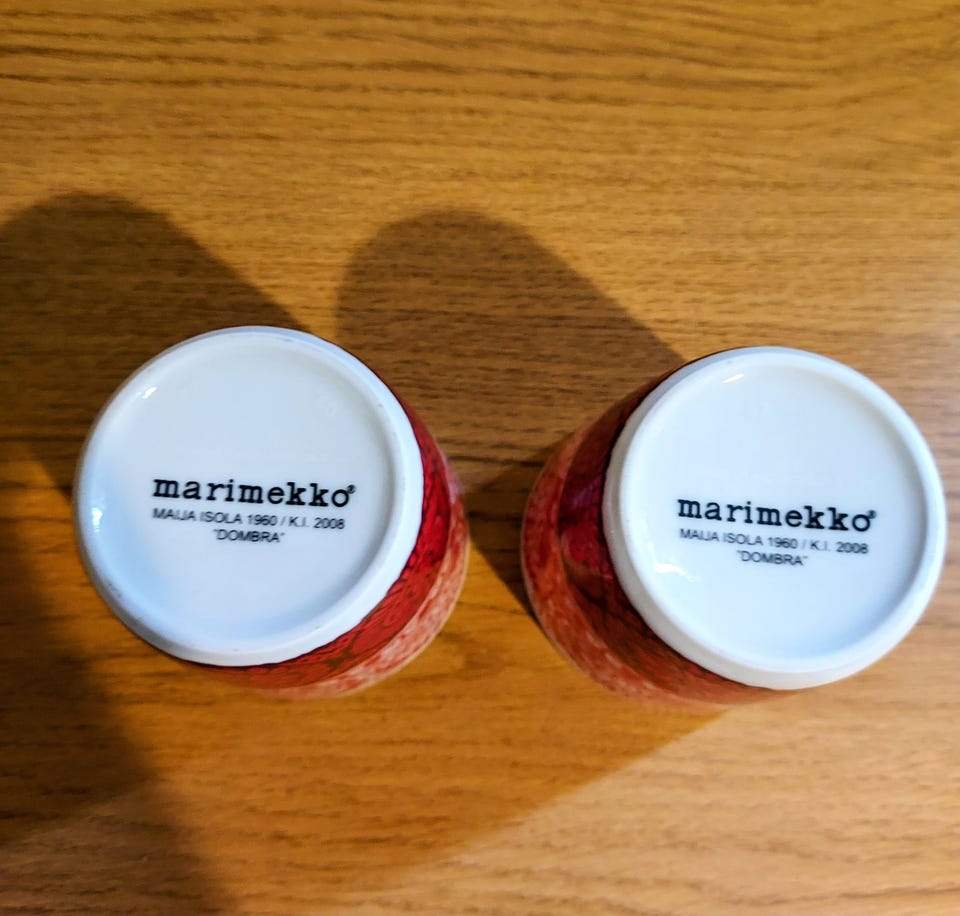 marimekko®
MAIJA ISOLA 1960 / K.I. 2008
"DOMBRA"
marimekko®
MAIJA ISOLA 1960 / K.I. 2008
"DOMBRA"